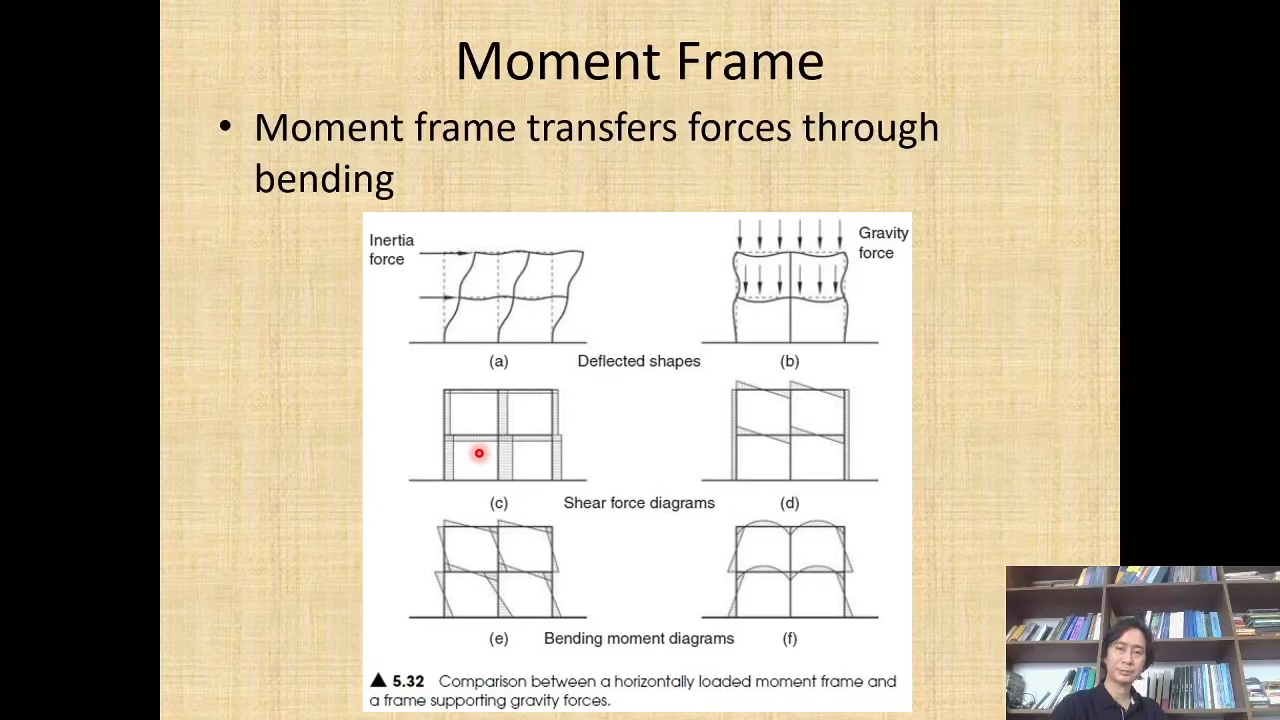 Moment Frame
• Moment frame transfers forces through
bending
Inertia
force
Gravity
force
(a) Deflected shapes (b)
(c) Shear force diagrams (d)
(e) Bending moment diagrams (f)
▲ 5.32 Comparison between a horizontally loaded moment frame and
a frame supporting gravity forces.